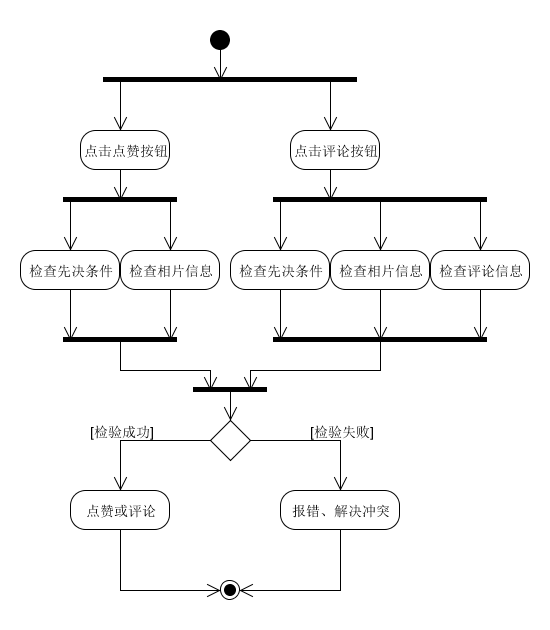 点击点赞按钮
点击评论按钮
检查先决条件
检查相片信息
检查先决条件
检查相片信息
检查评论信息
[检验成功]
[检验失败]
点赞或评论
报错、解决冲突